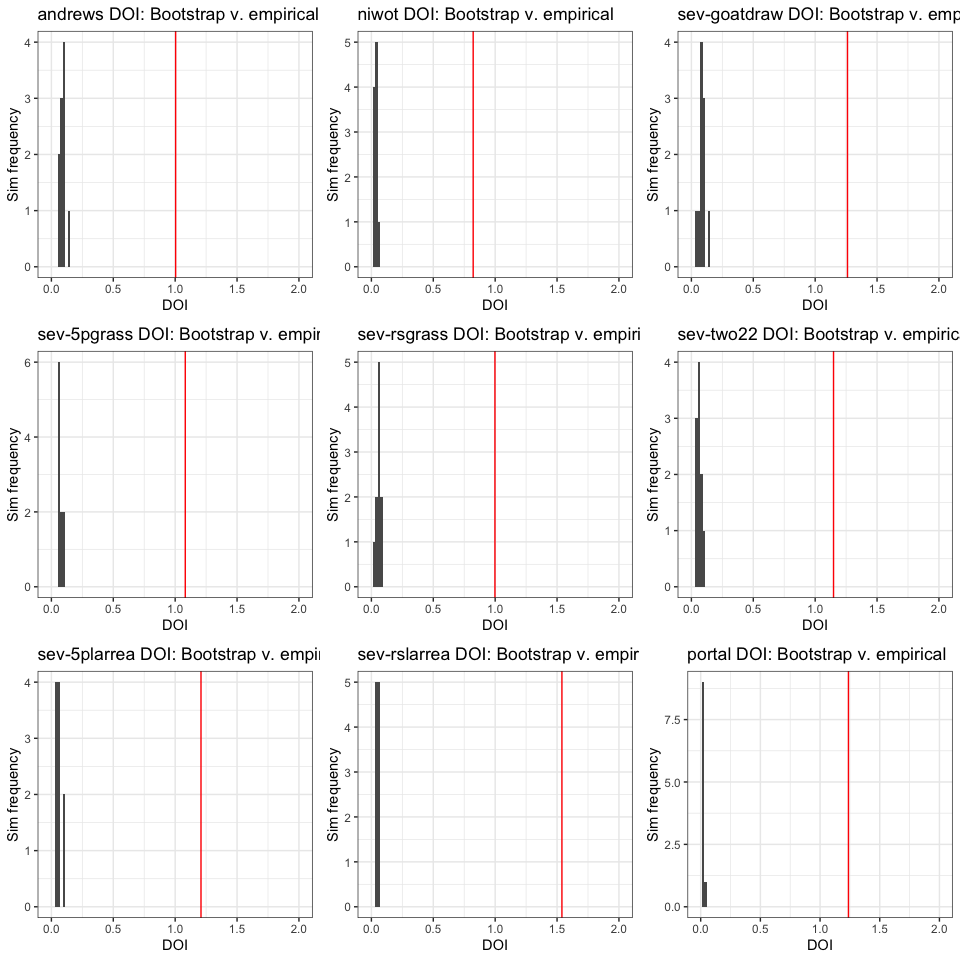 andrews DOI: Bootstrap v. empirical
Sim frequency
4
3
2
1
0
0.0 0.5 1.0 1.5 2.0
DOI
niwot DOI: Bootstrap v. empirical
Sim frequency
5
4
3
2
1
0
0.0 0.5 1.0 1.5 2.0
DOI
sev-goatdraw DOI: Bootstrap v. emp
Sim frequency
4
3
2
1
0
0.0 0.5 1.0 1.5 2.0
DOI
sev-5pgrass DOI: Bootstrap v. empir
Sim frequency
6
4
2
0
0.0 0.5 1.0 1.5 2.0
DOI
sev-rsgrass DOI: Bootstrap v. empiri
Sim frequency
5
4
3
2
1
0
0.0 0.5 1.0 1.5 2.0
DOI
sev-two22 DOI: Bootstrap v. empiric
Sim frequency
4
3
2
1
0
0.0 0.5 1.0 1.5 2.0
DOI
sev-5plarrea DOI: Bootstrap v. empir
Sim frequency
4
3
2
1
0
0.0 0.5 1.0 1.5 2.0
DOI
sev-rslarrea DOI: Bootstrap v. empir
Sim frequency
5
4
3
2
1
0
0.0 0.5 1.0 1.5 2.0
DOI
portal DOI: Bootstrap v. empirical
Sim frequency
7.5
5.0
2.5
0.0
0.0 0.5 1.0 1.5 2.0
DOI